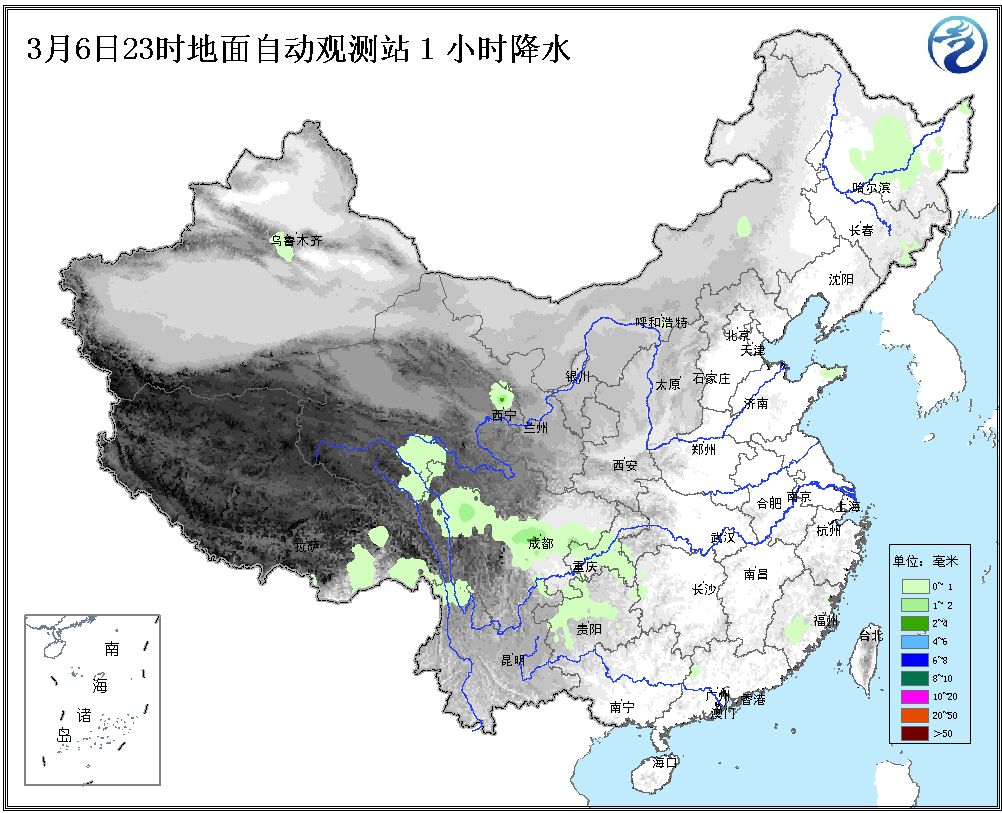 3月6日23时地面自动观测站1小时降水
哈尔滨
长春
乌鲁木齐
沈阳
呼和浩特
北京
天津
银川
太原
石家庄
济南
西宁
兰州
郑州
西安
合肥
南京
上海
拉萨
成都
武汉
杭州
重庆
南昌
长沙
贵阳
福州
台北
昆明
广州
香港
澳门
南宁
海口
南
海
诸
岛
单位：毫米
0~1
1~2
2~4
4~6
6~8
8~10
10~20
20~50
>50